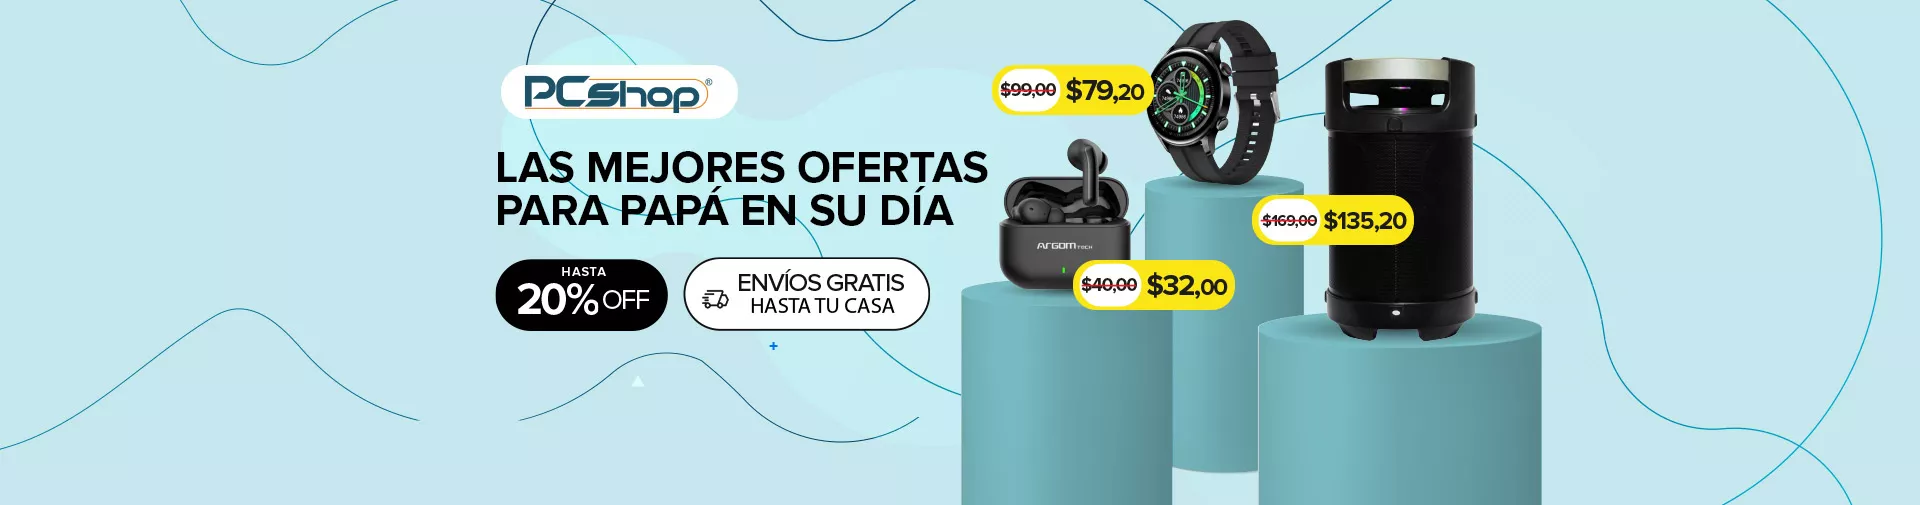 PCshop®
LAS MEJORES OFERTAS
PARA PAPÁ EN SU DÍA
HASTA
20% OFF
ENVÍOS GRATIS
HASTA TU CASA
$99,00 $79,20
ARGOM TECH
$40,00 $32,00
$169,00 $135,20